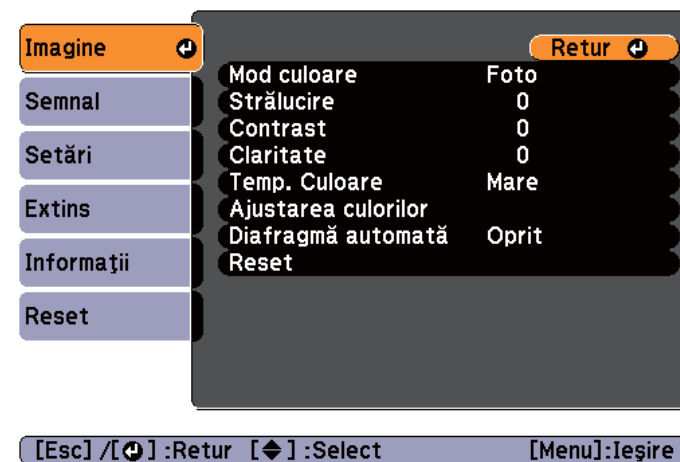 Imagine
Semnal
Setări
Extins
Informaţii
Reset
Retur
Mod culoare Foto
Strălucire 0
Contrast 0
Claritate 0
Temp. Culoare Mare
Ajustarea culorilor
Diafragmă automată Oprit
Reset
[Esc] /[ ] :Retur [ ] :Select [Menu]:Ieşire